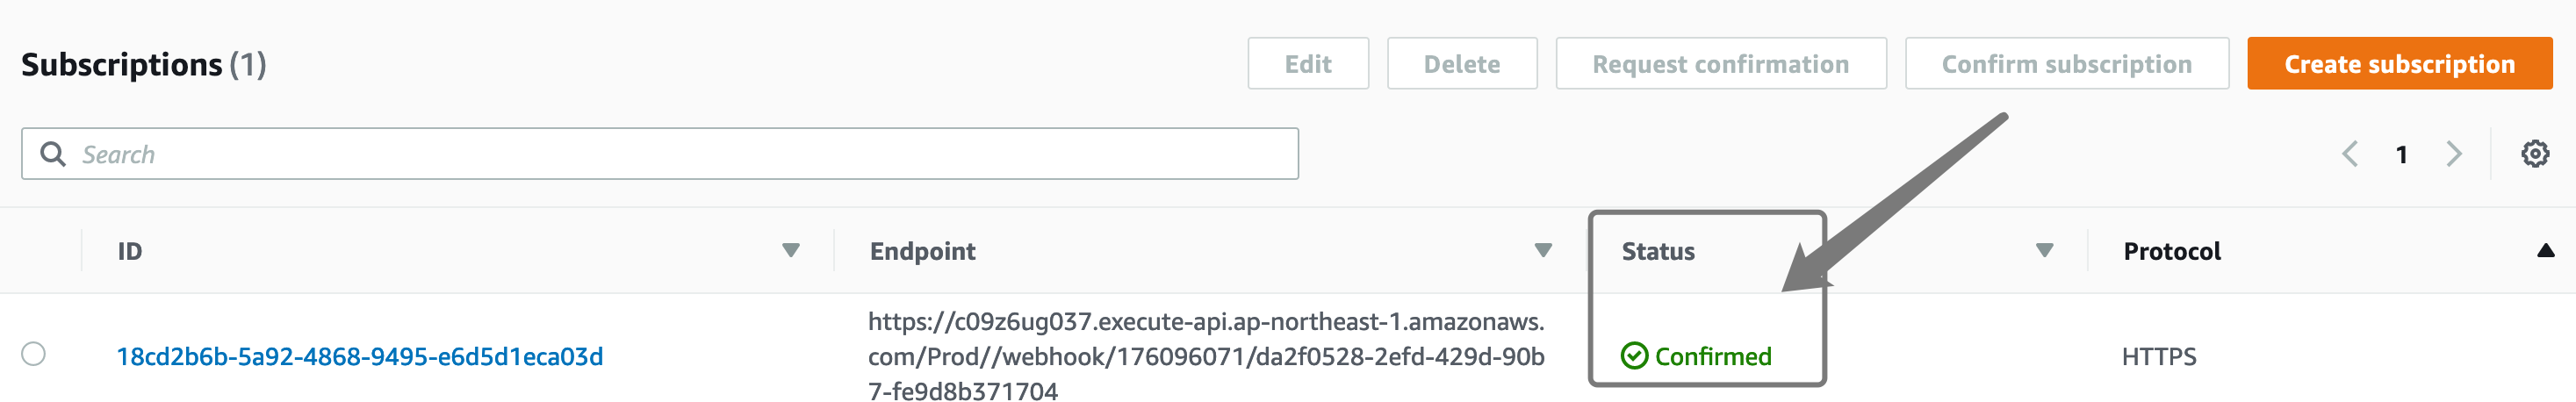 Subscriptions (1)
Edit
Delete
Request confirmation
Confirm subscription
Create subscription
Search
1
ID
Endpoint
Status
Protocol
18cd2b6b-5a92-4868-9495-e6d5d1eca03d
https://c09z6ug037.execute-api.ap-northeast-1.amazonaws.
com/Prod//webhook/176096071/da2f0528-2efd-429d-90b
7-fe9d8b371704
Confirmed
HTTPS